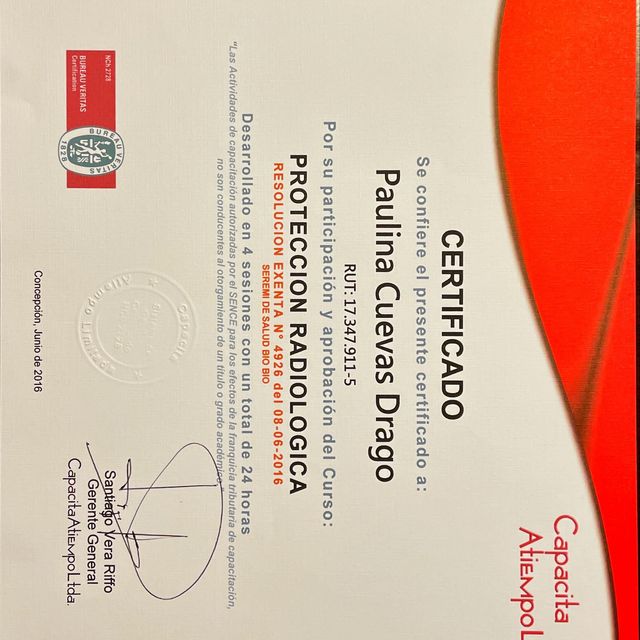 Capacita
Atiempo
CERTIFICADO
Se confiere el presente certificado a:
Paulina Cuevas Drago
RUT: 17.347.911-5
Por su participación y aprobación del Curso:
PROTECCION RADIOLOGICA
RESOLUCION EXENTA N° 4926 del 08-06-2016
SEREMI DE SALUD BIO BIO
Desarrollado en 4 sesiones con un total de 24 horas
"Las Actividades de capacitación autorizadas por el SENCE para los efectos de la franquicia tributaria de capacitación,
no son conducentes al otorgamiento de un título o grado académico."
NCh 2728
BUREAU VERITAS
Certification
BUREAU VERITAS
1828
Capacita
Atiempo Limitada
Santiago Vera Riffo
Gerente General
CapacitaAtiempo Ltda.
Concepción, Junio de 2016